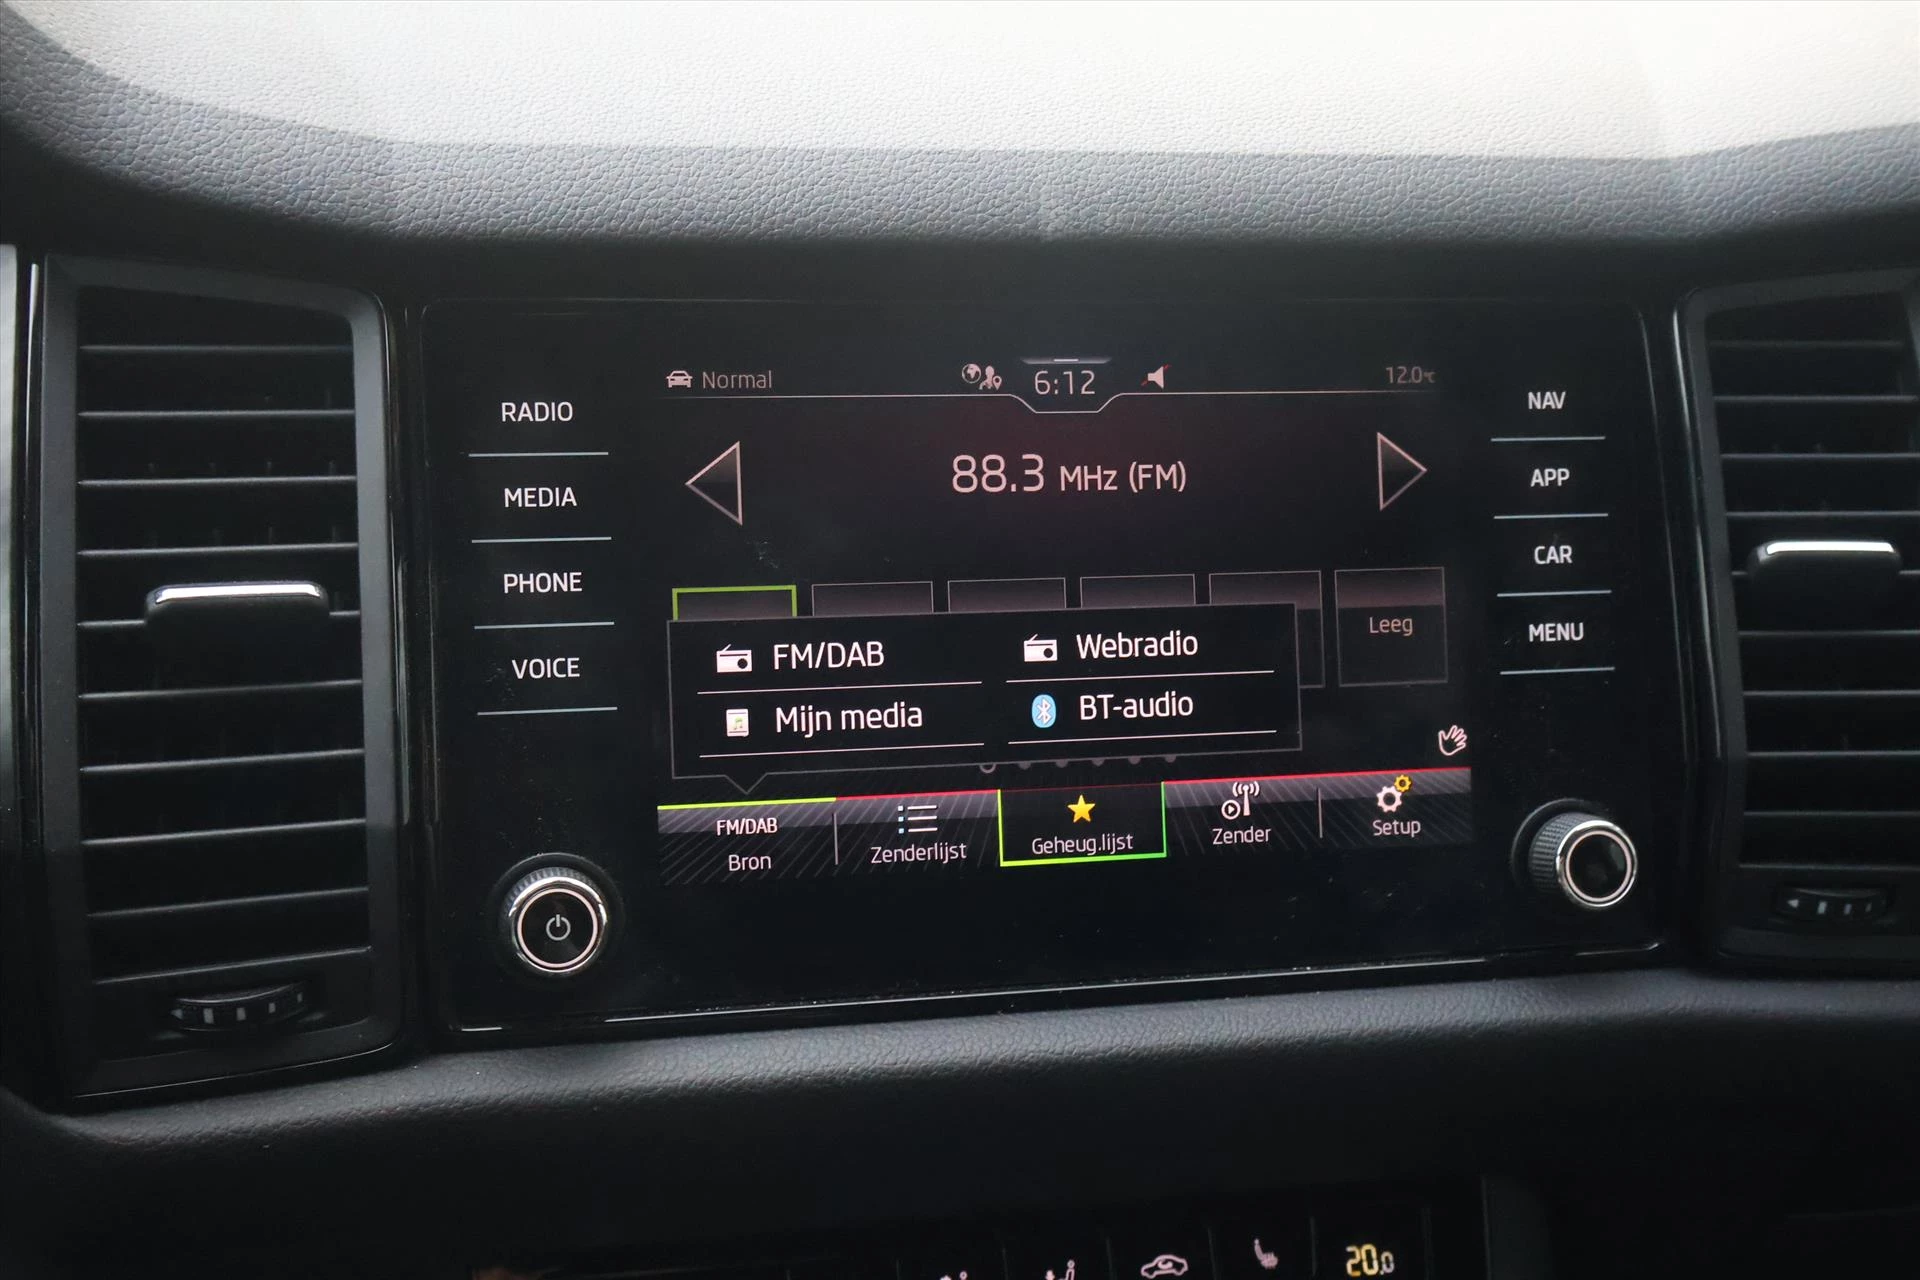 Normal
6:12
12.0°C
RADIO
MEDIA
PHONE
VOICE
88.3 MHz (FM)
Leeg
FM/DAB
Webradio
Mijn media
BT-audio
FM/DAB
Bron
Zenderlijst
Geheug.lijst
Zender
Setup
NAV
APP
CAR
MENU
20.0